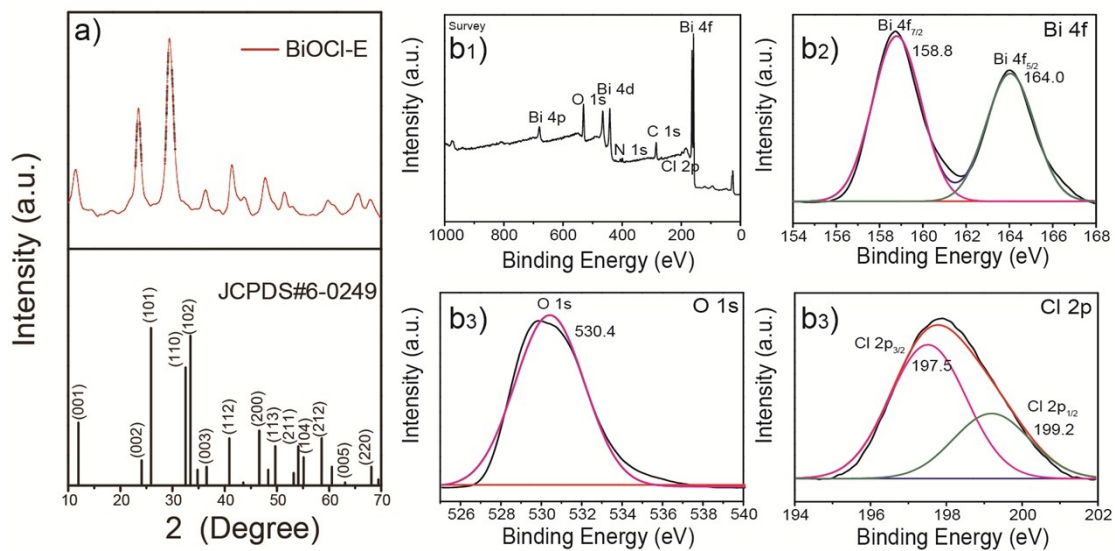 a)
BiOCl-E
Intensity (a.u.)
JCPDS#6-0249
(001)
(002)
(101)
(110)
(102)
(003)
(112)
(200)
(113)
(211)
(104)
(212)
(005)
(220)
10 20 30 40 50 60 70
2 (Degree)
b1)
Survey
Bi 4f
Bi 4p
O 1s
Bi 4d
N 1s
C 1s
Cl 2p
Intensity (a.u.)
1000 800 600 400 200 0
Binding Energy (eV)
b2)
Bi 4f
Bi 4f7/2
158.8
Bi 4f5/2
164.0
Intensity (a.u.)
154 156 158 160 162 164 166 168
Binding Energy (eV)
b3)
O 1s
O 1s
530.4
Intensity (a.u.)
526 528 530 532 534 536 538 540
Binding Energy (eV)
b3)
Cl 2p
Cl 2p3/2
197.5
Cl 2p1/2
199.2
Intensity (a.u.)
194 196 198 200 202
Binding Energy (eV)